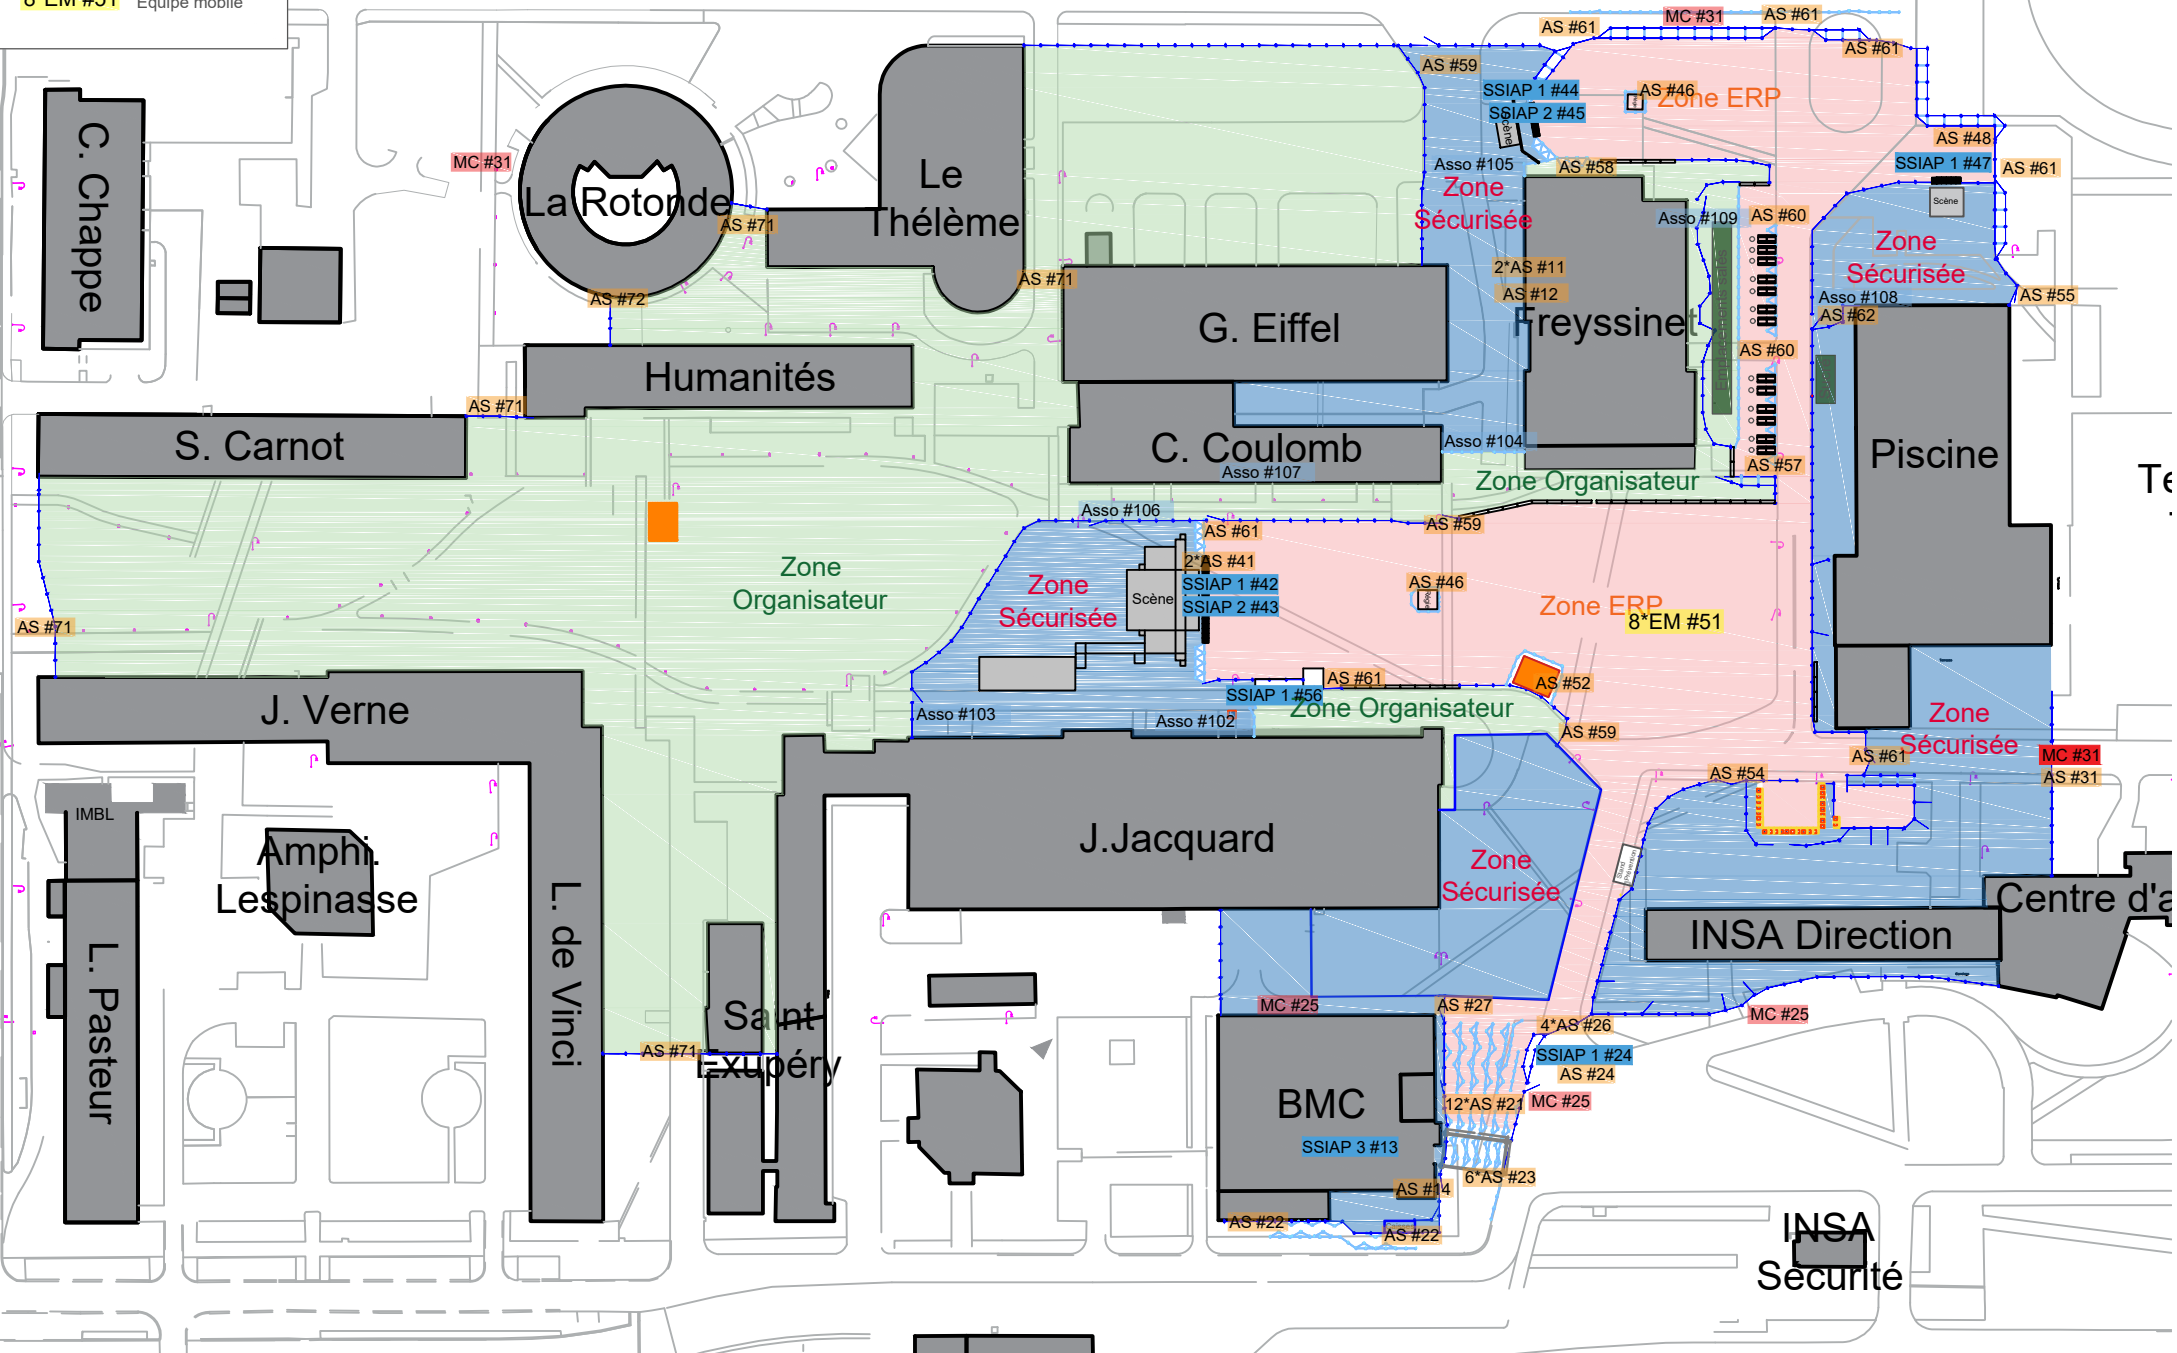 8*EM #51 Equipe mobile
AS #61
MC #31
AS #61
AS #61
AS #59
SSIAP 1 #44
AS #46
Zone ERP
SSIAP 2 #45
Scène
AS #48
C. Chappe
MC #31
Asso #105
AS #58
SSIAP 1 #47
AS #61
Le
Thélème
La Rotonde
AS #71
Zone
Sécurisée
Asso #109
AS #60
Scène
Zone
Sécurisée
2*AS #11
AS #12
AS #71
AS #72
Asso #108
AS #55
AS #62
G. Eiffel
Freyssinet
AS #60
Humanités
AS #71
S. Carnot
C. Coulomb
Asso #104
Asso #107
AS #57
Piscine
Te
Zone Organisateur
Asso #106
AS #61
AS #59
2*AS #41
SSIAP 1 #42
SSIAP 2 #43
Scène
Zone
Organisateur
Zone
Sécurisée
AS #46
Zone ERP
8*EM #51
AS #71
AS #61
AS #52
SSIAP 1 #56
Zone Organisateur
J. Verne
Asso #103
Asso #102
AS #59
Zone
Sécurisée
AS #61
MC #31
AS #31
AS #54
IMBL
Amphi.
Lespinasse
J.Jacquard
Zone
Sécurisée
Stand
Prévention
Centre d'a
INSA Direction
L. Pasteur
L. de Vinci
Saint
Exupéry
AS #71
MC #25
AS #27
MC #25
4*AS #26
SSIAP 1 #24
AS #24
12*AS #21
MC #25
BMC
SSIAP 3 #13
6*AS #23
AS #14
AS #22
AS #22
INSA
Sécurité